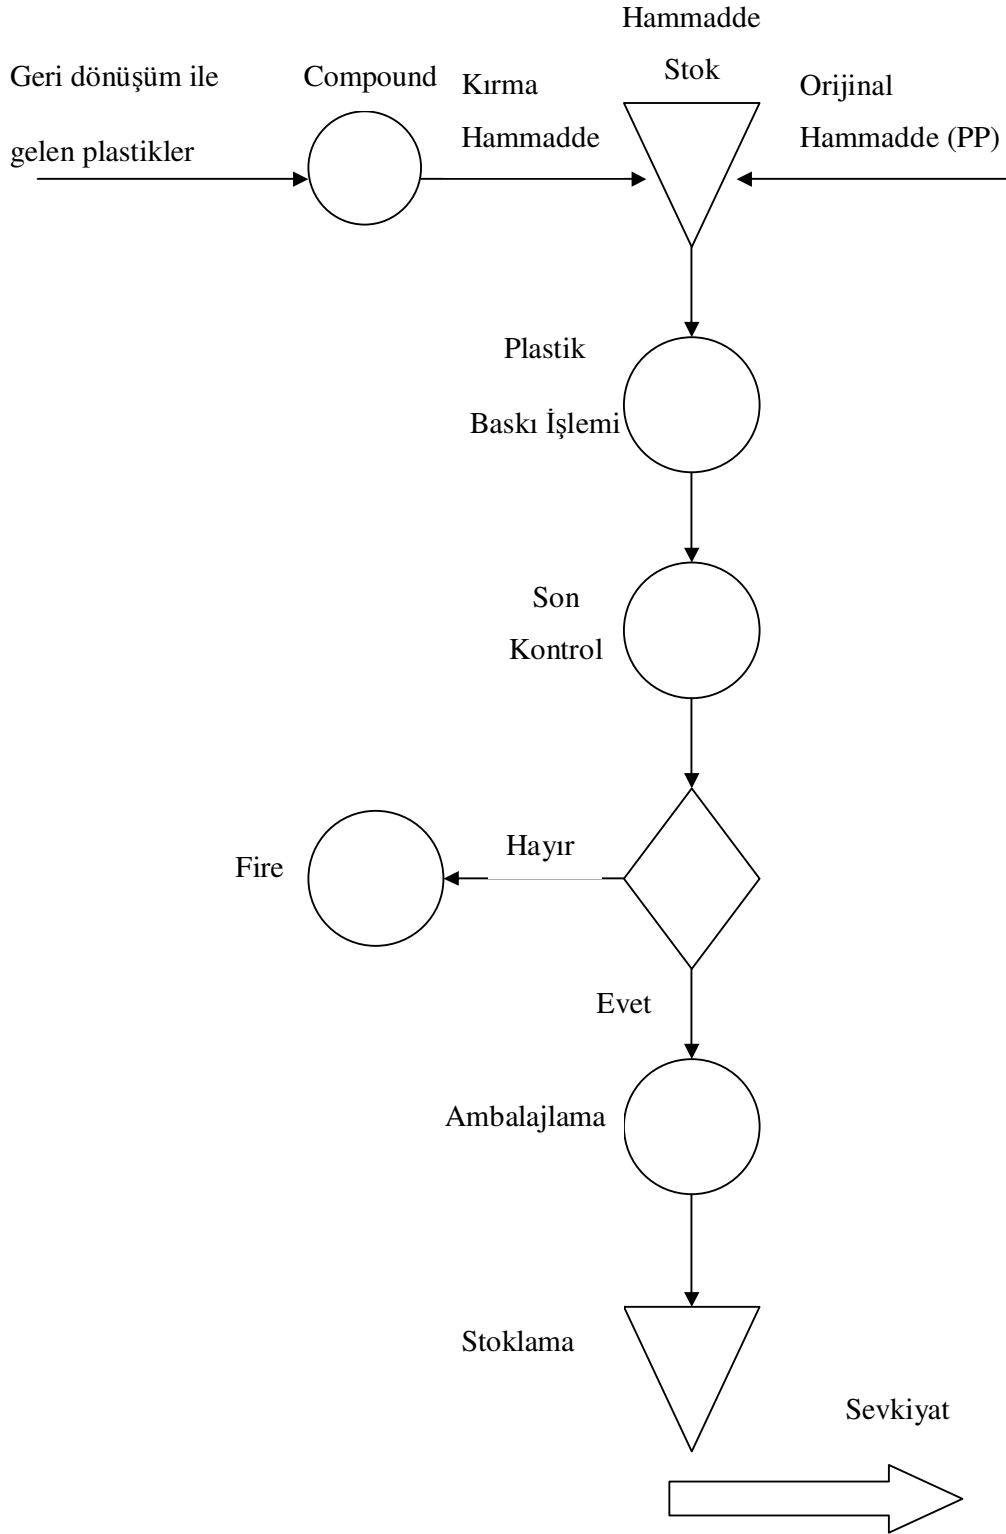 Hammadde
Stok
Geri dönüşüm ile
gelen plastikler
Compound
Kırma
Hammadde
Orijinal
Hammadde (PP)
Plastik
Baskı İşlemi
Son
Kontrol
Hayır
Fire
Evet
Ambalajlama
Stoklama
Sevkiyat